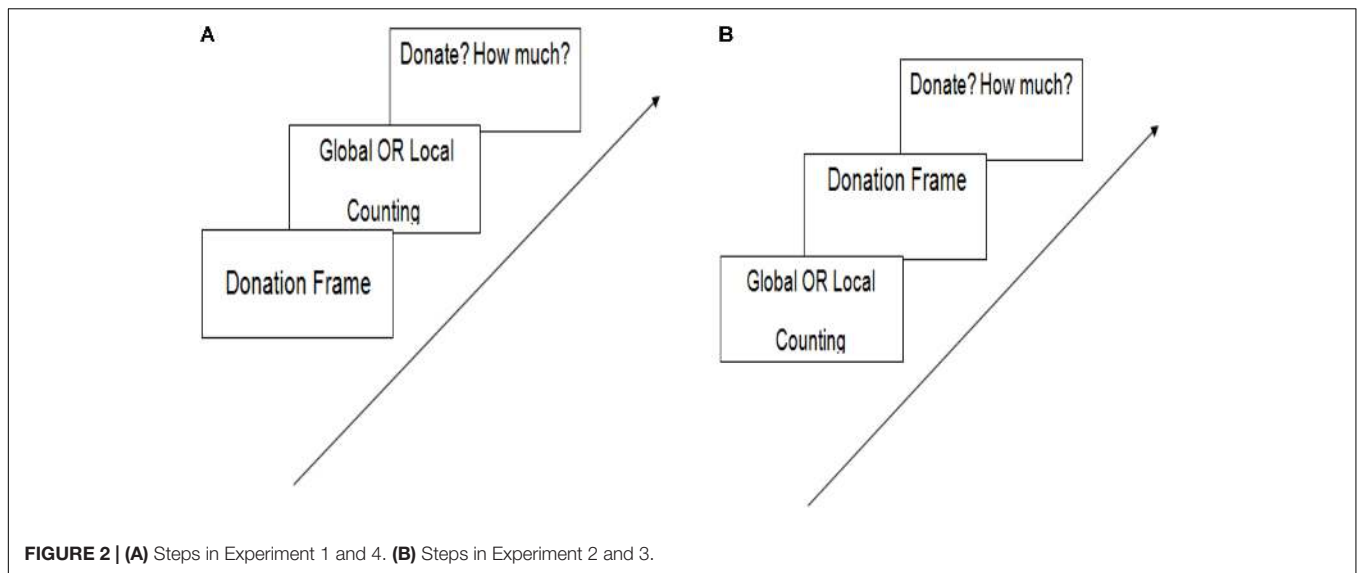 A
Donate? How much?
Global OR Local
Counting
Donation Frame
B
Donate? How much?
Donation Frame
Global OR Local
Counting
FIGURE 2 | (A) Steps in Experiment 1 and 4. (B) Steps in Experiment 2 and 3.